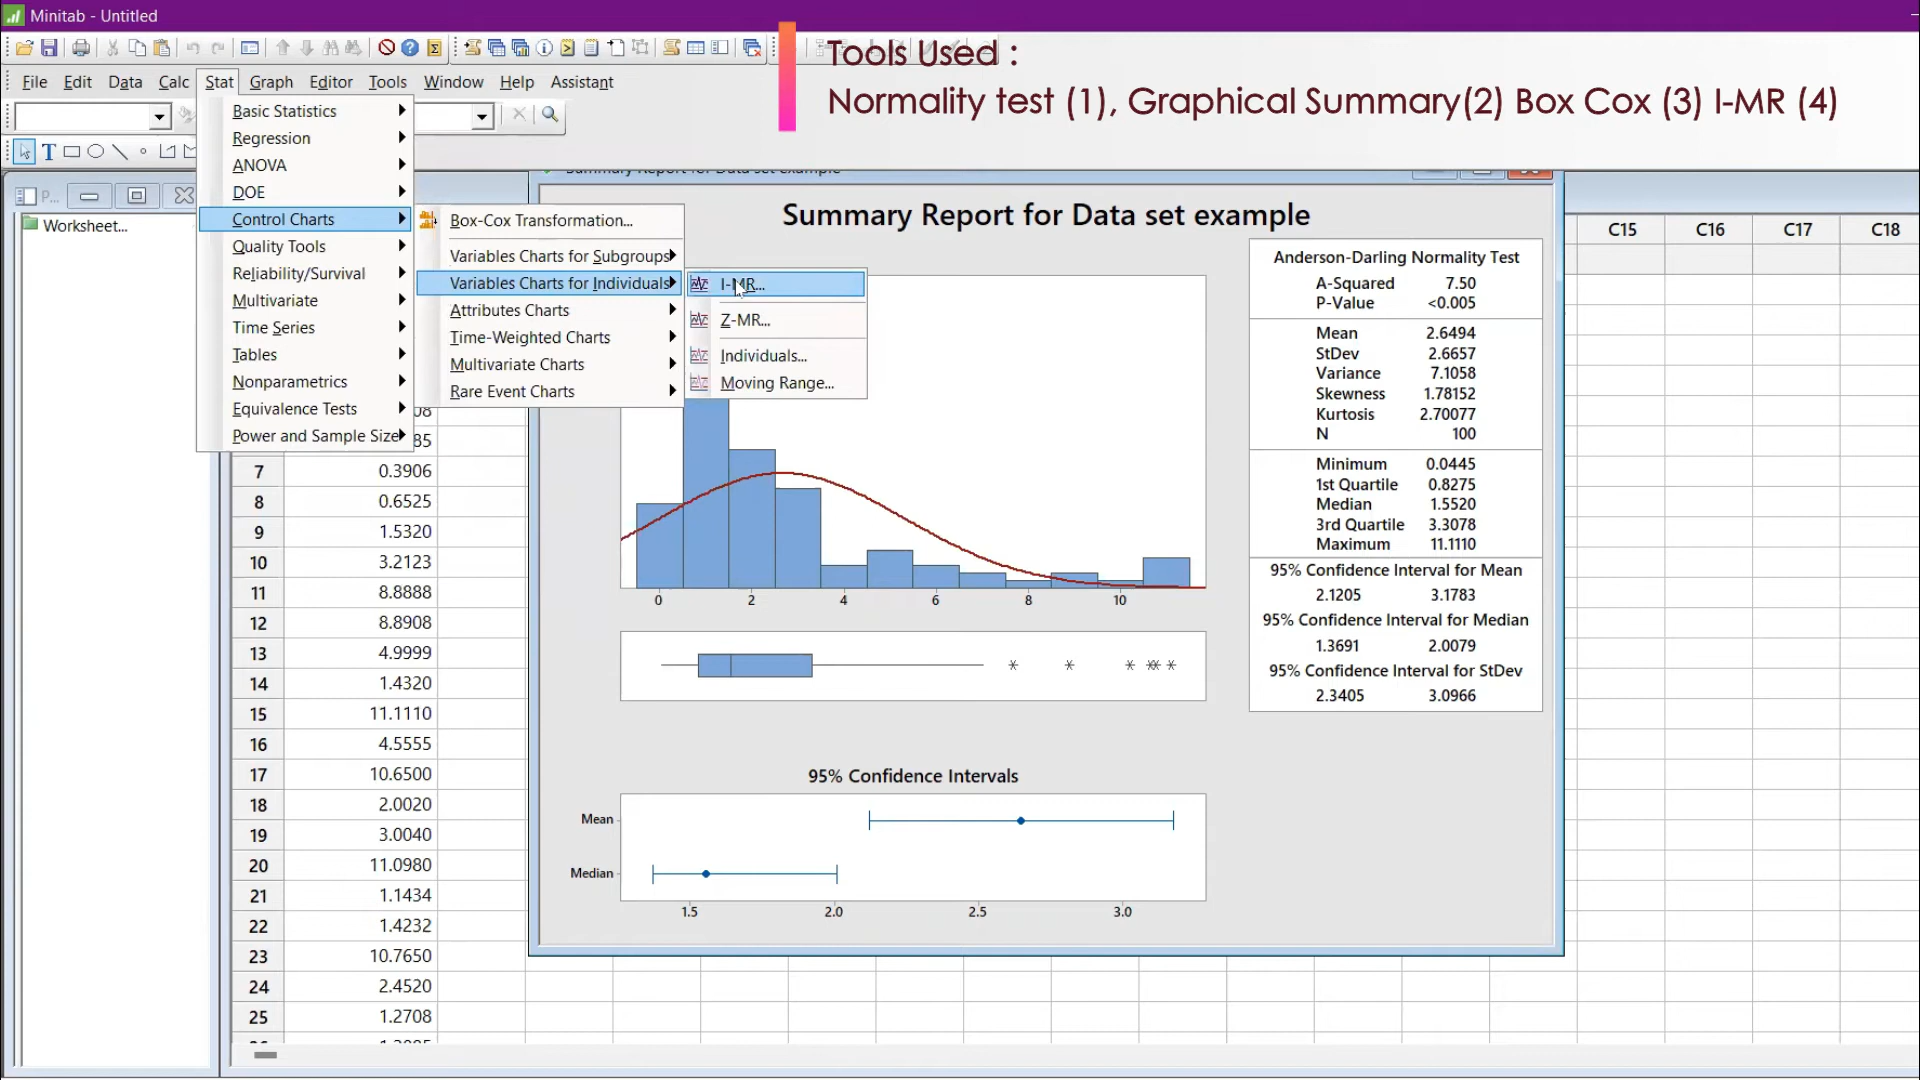 Minitab - Untitled
Tools Used :
Normality test (1), Graphical Summary(2) Box Cox (3) I-MR (4)
File Edit Data Calc Stat Graph Editor Tools Window Help Assistant
Basic Statistics
Regression
ANOVA
DOE
Control Charts
Quality Tools
Reliability/Survival
Multivariate
Time Series
Tables
Nonparametrics
Equivalence Tests
Power and Sample Size
P...
Worksheet...
Box-Cox Transformation...
Variables Charts for Subgroups
Variables Charts for Individuals
Attributes Charts
Time-Weighted Charts
Multivariate Charts
Rare Event Charts
I-MR...
Z-MR...
Individuals...
Moving Range...
Summary Report for Data set example
Summary Report for Data set example
C15 C16 C17 C18
Anderson-Darling Normality Test
A-Squared 7.50
P-Value <0.005
Mean 2.6494
StDev 2.6657
Variance 7.1058
Skewness 1.78152
Kurtosis 2.70077
N 100
Minimum 0.0445
1st Quartile 0.8275
Median 1.5520
3rd Quartile 3.3078
Maximum 11.1110
95% Confidence Interval for Mean
2.1205 3.1783
95% Confidence Interval for Median
1.3691 2.0079
95% Confidence Interval for StDev
2.3405 3.0966
0 2 4 6 8 10
95% Confidence Intervals
Mean
Median
1.5 2.0 2.5 3.0
08
85
7 0.3906
8 0.6525
9 1.5320
10 3.2123
11 8.8888
12 8.8908
13 4.9999
14 1.4320
15 11.1110
16 4.5555
17 10.6500
18 2.0020
19 3.0040
20 11.0980
21 1.1434
22 1.4232
23 10.7650
24 2.4520
25 1.2708